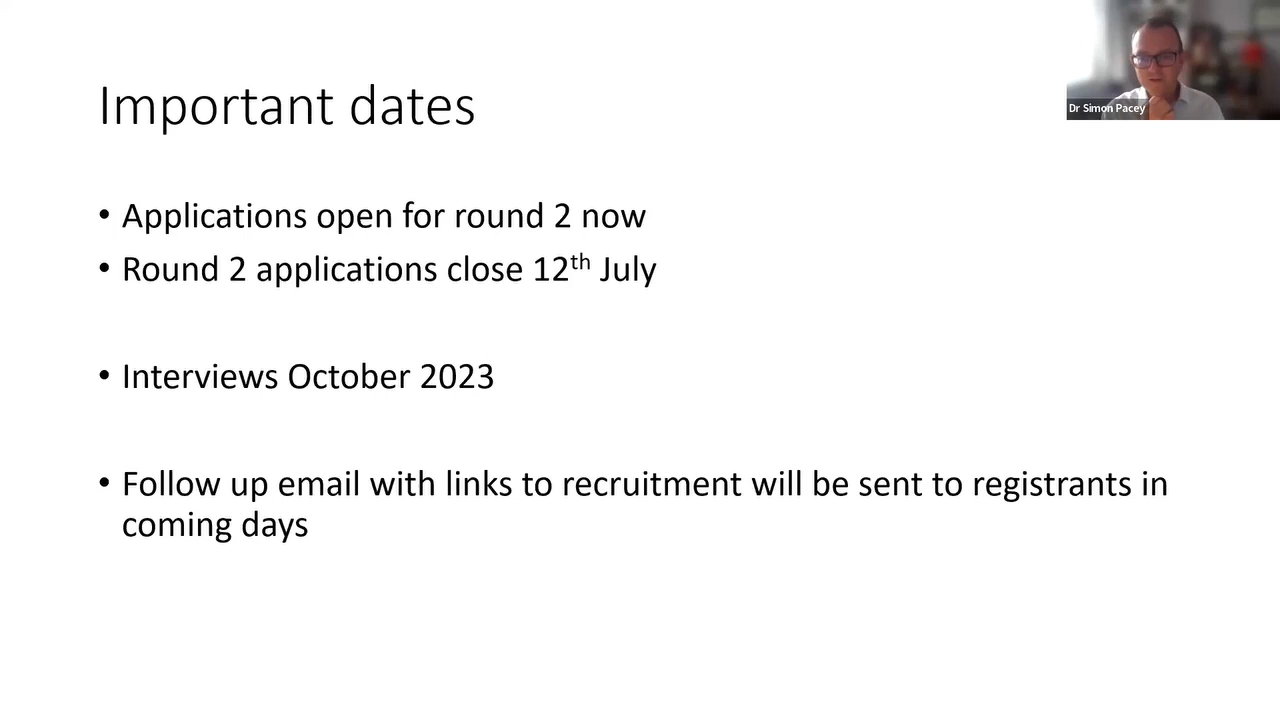 Important dates
Dr Simon Pacey
• Applications open for round 2 now
• Round 2 applications close 12th July
• Interviews October 2023
• Follow up email with links to recruitment will be sent to registrants in
coming days